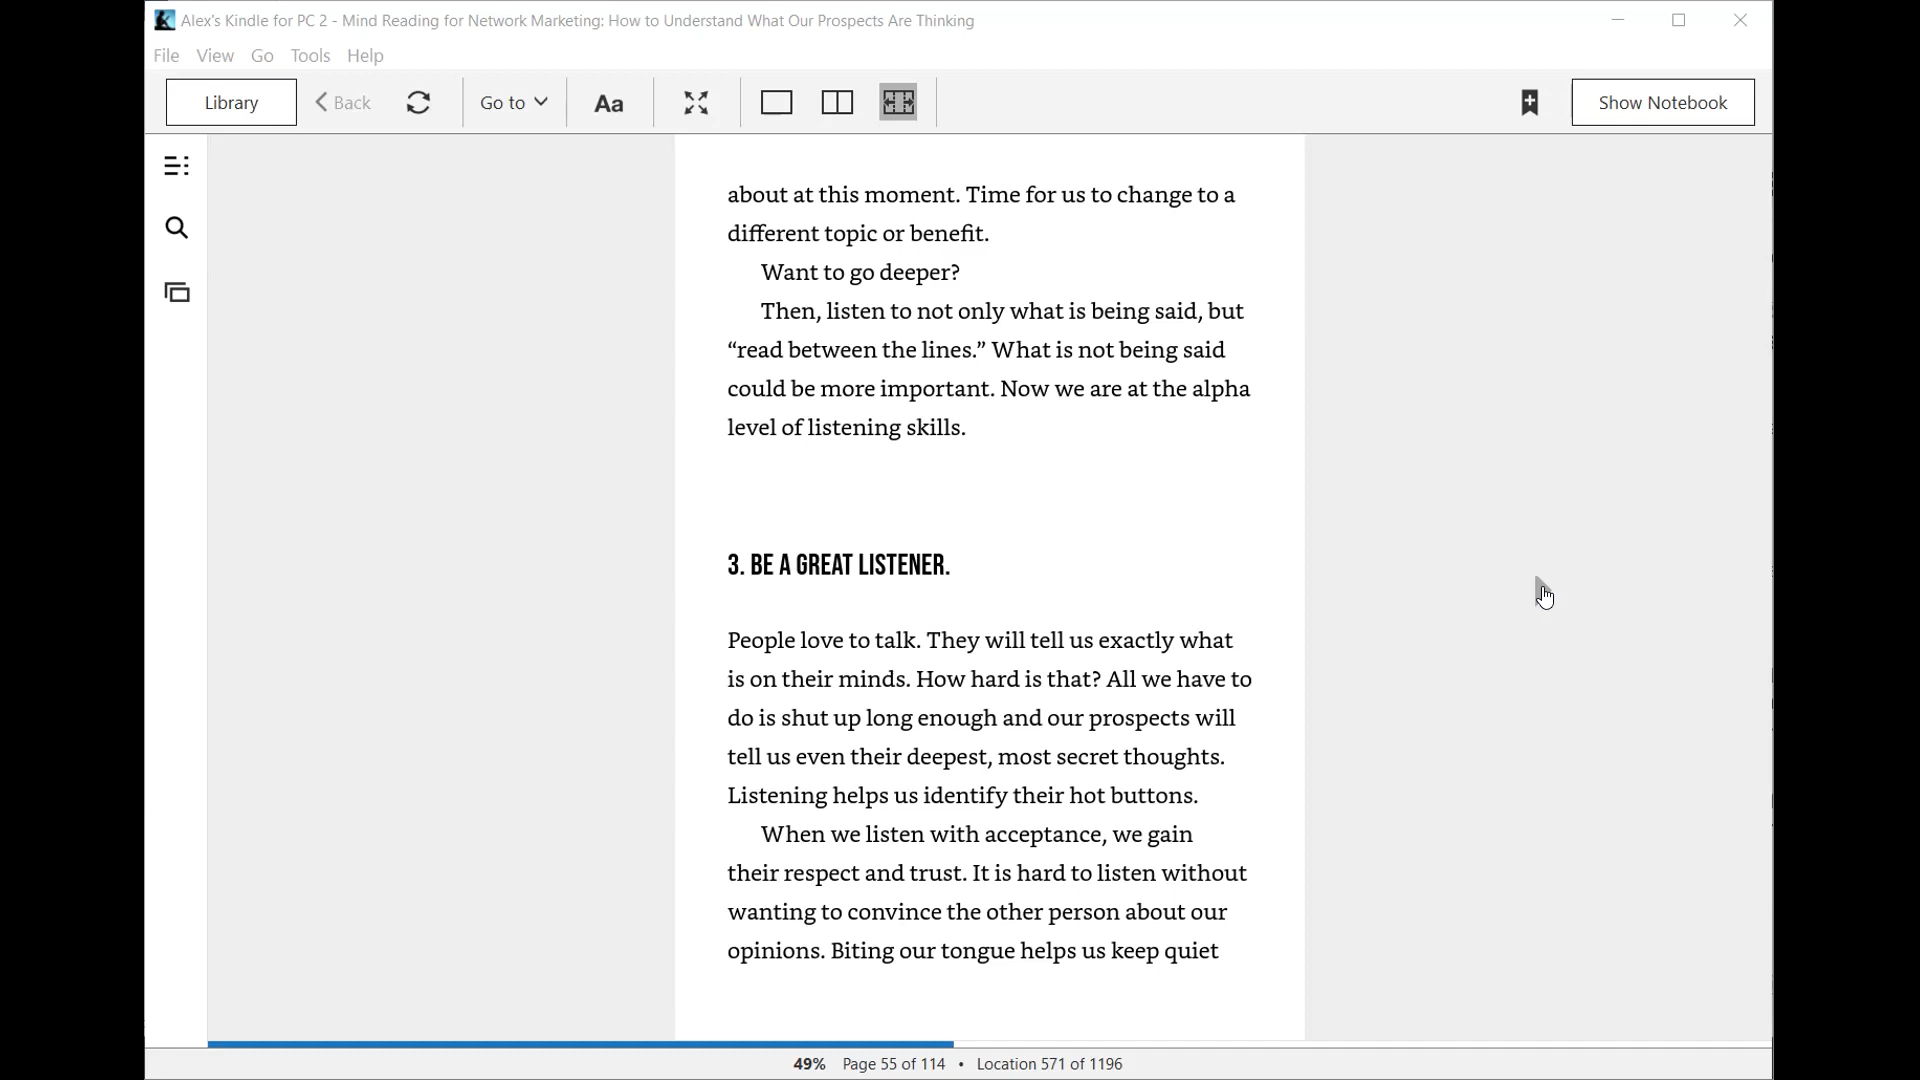 Alex's Kindle for PC 2 - Mind Reading for Network Marketing: How to Understand What Our Prospects Are Thinking
File View Go Tools Help
Library Back Go to Aa Show Notebook
about at this moment. Time for us to change to a
different topic or benefit.
Want to go deeper?
Then, listen to not only what is being said, but
“read between the lines.” What is not being said
could be more important. Now we are at the alpha
level of listening skills.
3. BE A GREAT LISTENER.
People love to talk. They will tell us exactly what
is on their minds. How hard is that? All we have to
do is shut up long enough and our prospects will
tell us even their deepest, most secret thoughts.
Listening helps us identify their hot buttons.
When we listen with acceptance, we gain
their respect and trust. It is hard to listen without
wanting to convince the other person about our
opinions. Biting our tongue helps us keep quiet
49% Page 55 of 114 • Location 571 of 1196